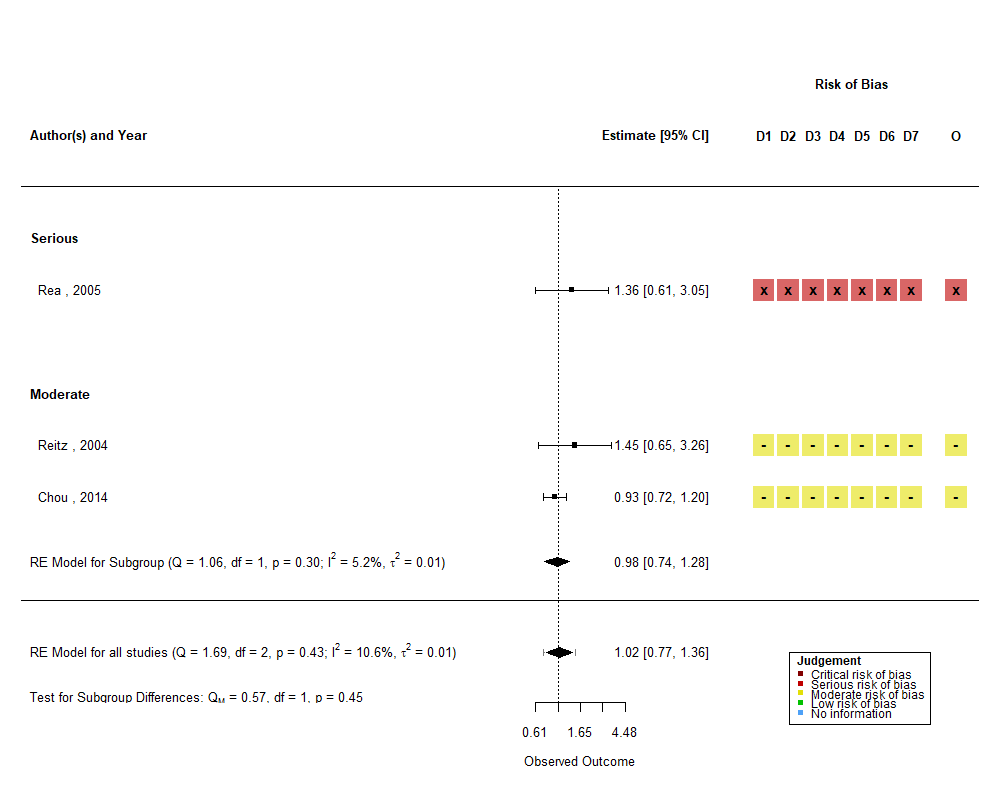 Risk of Bias
Author(s) and Year Estimate [95% CI] D1 D2 D3 D4 D5 D6 D7 O
Serious
Rea , 2005 1.36 [0.61, 3.05] x x x x x x x x
Moderate
Reitz , 2004 1.45 [0.65, 3.26] - - - - - - - -
Chou , 2014 0.93 [0.72, 1.20] - - - - - - - -
RE Model for Subgroup (Q = 1.06, df = 1, p = 0.30; I² = 5.2%, τ² = 0.01) 0.98 [0.74, 1.28]
RE Model for all studies (Q = 1.69, df = 2, p = 0.43; I² = 10.6%, τ² = 0.01) 1.02 [0.77, 1.36]
Test for Subgroup Differences: Q_M = 0.57, df = 1, p = 0.45
0.61 1.65 4.48
Observed Outcome
Judgement
Critical risk of bias
Serious risk of bias
Moderate risk of bias
Low risk of bias
No information